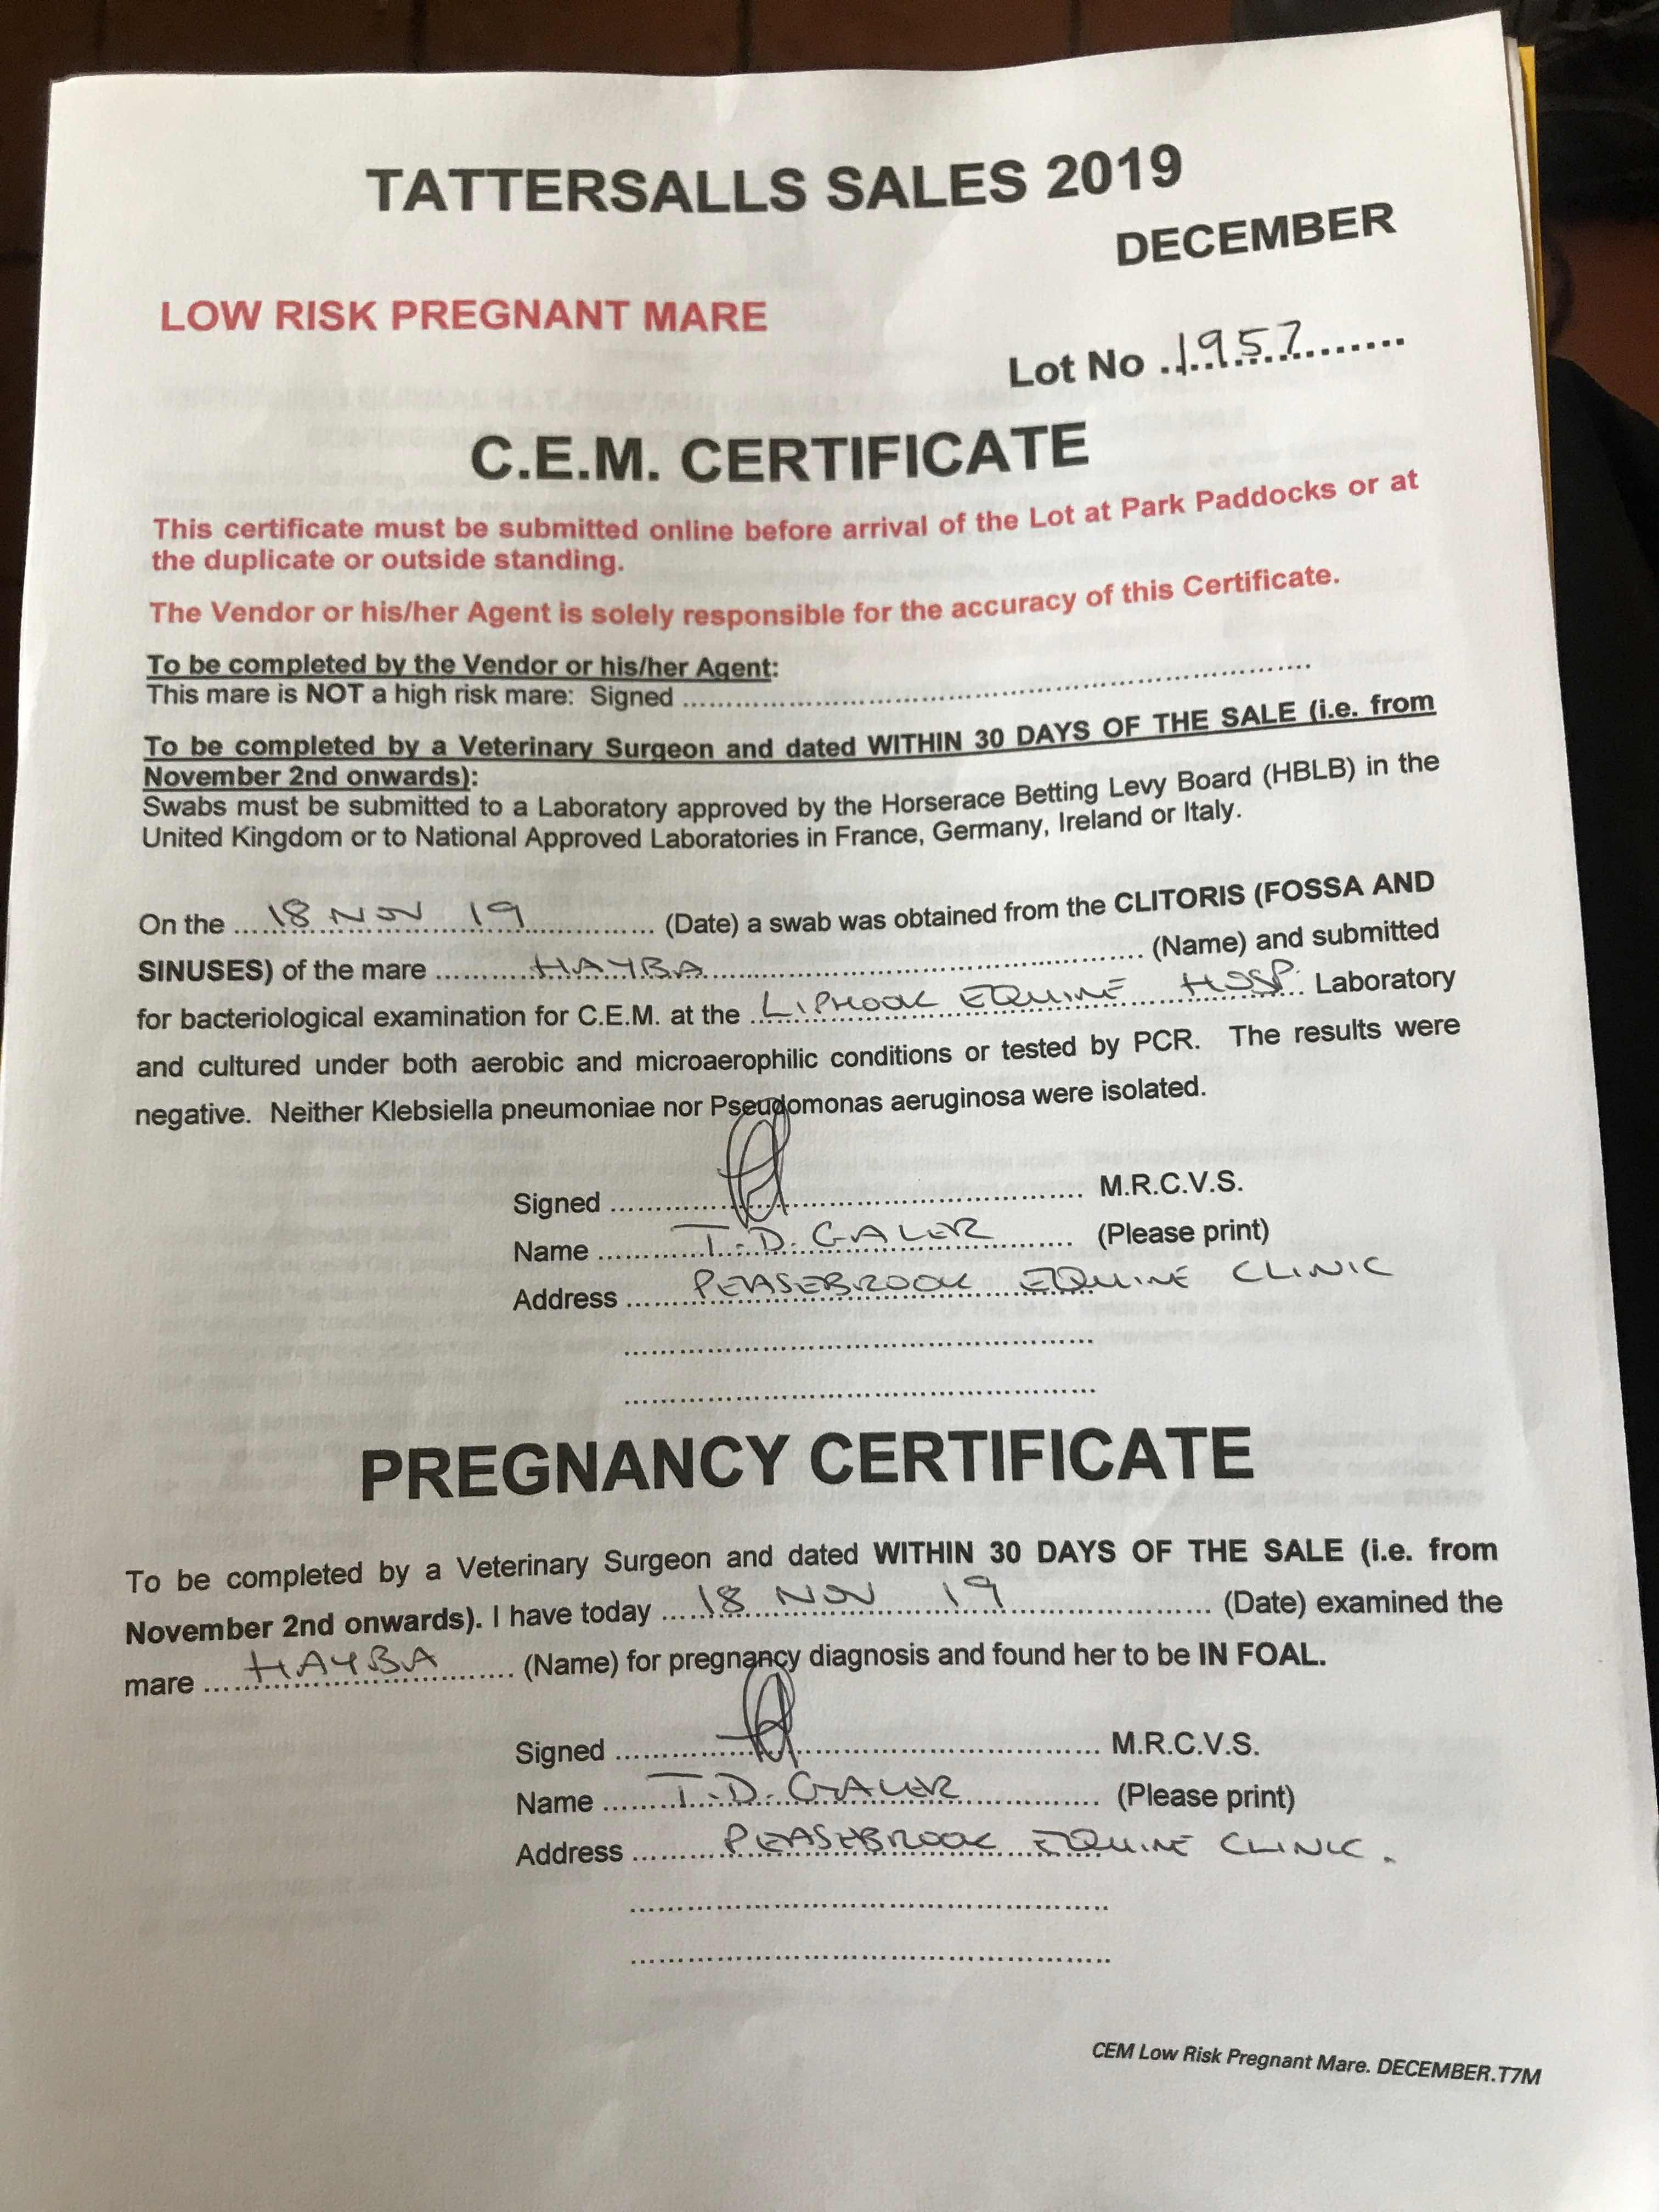 TATTERSALLS SALES 2019
DECEMBER
LOW RISK PREGNANT MARE
Lot No 1957
C.E.M. CERTIFICATE
This certificate must be submitted online before arrival of the Lot at Park Paddocks or at
the duplicate or outside standing.
The Vendor or his/her Agent is solely responsible for the accuracy of this Certificate.
To be completed by the Vendor or his/her Agent:
This mare is NOT a high risk mare: Signed ....................
To be completed by a Veterinary Surgeon and dated WITHIN 30 DAYS OF THE SALE (i.e. from
November 2nd onwards):
Swabs must be submitted to a Laboratory approved by the Horserace Betting Levy Board (HBLB) in the
United Kingdom or to National Approved Laboratories in France, Germany, Ireland or Italy.
On the 18 NOV 19 (Date) a swab was obtained from the CLITORIS (FOSSA AND
SINUSES) of the mare HAYBA (Name) and submitted
for bacteriological examination for C.E.M. at the LIPHOOK EQUINE HOSP. Laboratory
and cultured under both aerobic and microaerophilic conditions or tested by PCR. The results were
negative. Neither Klebsiella pneumoniae nor Pseudomonas aeruginosa were isolated.
Signed .................... M.R.C.V.S.
Name T.D. GALER (Please print)
Address PEASEBROOK EQUINE CLINIC
PREGNANCY CERTIFICATE
To be completed by a Veterinary Surgeon and dated WITHIN 30 DAYS OF THE SALE (i.e. from
November 2nd onwards). I have today 18 NOV 19 (Date) examined the
mare HAYBA (Name) for pregnancy diagnosis and found her to be IN FOAL.
Signed .................... M.R.C.V.S.
Name T.D. GALER (Please print)
Address PEASEBROOK EQUINE CLINIC.
CEM Low Risk Pregnant Mare. DECEMBER.T7M